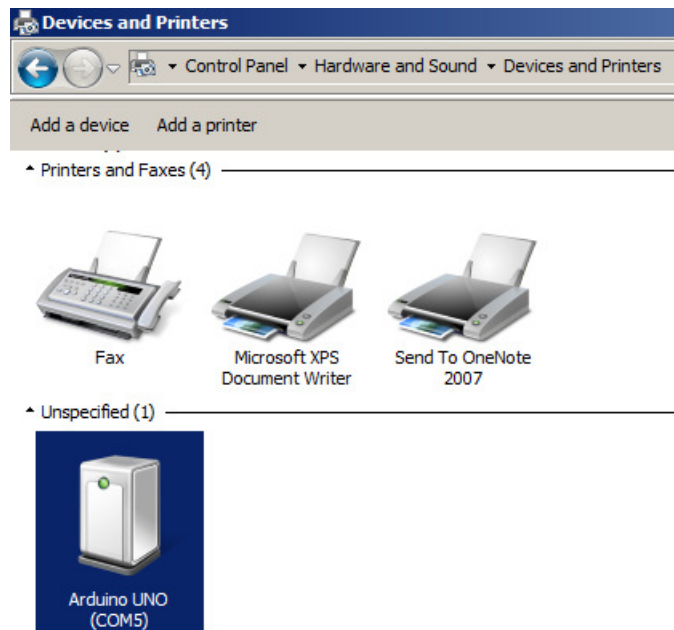 Devices and Printers
Control Panel Hardware and Sound Devices and Printers
Add a device Add a printer
Printers and Faxes (4)
Fax
Microsoft XPS
Document Writer
Send To OneNote
2007
Unspecified (1)
Arduino UNO
(COM5)